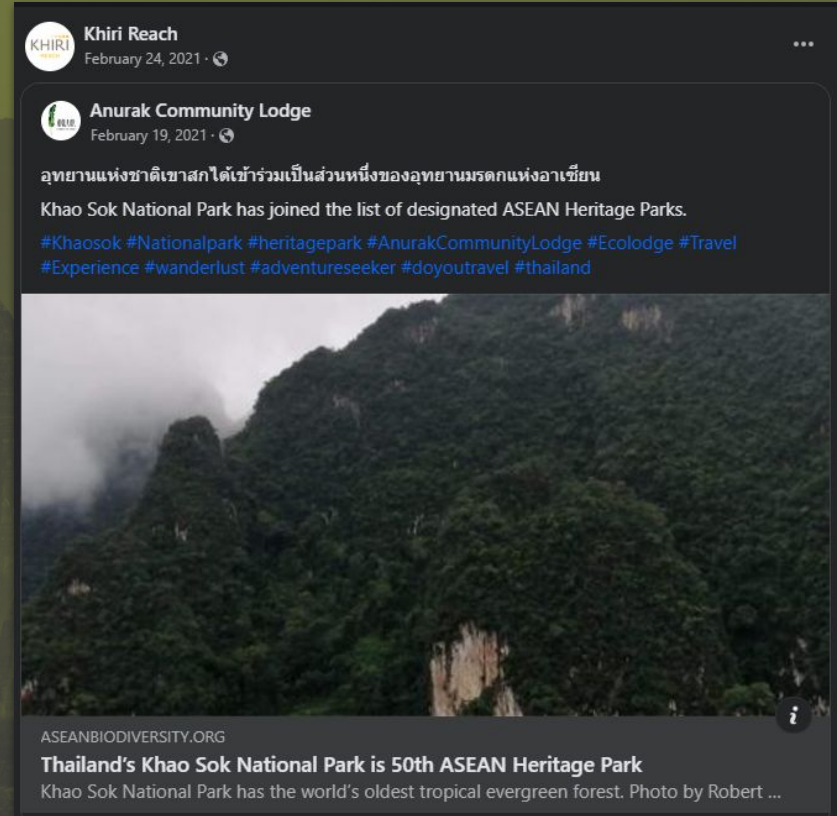 KHIRI
REACH
Khiri Reach
February 24, 2021 ·
Anurak Community Lodge
February 19, 2021 ·
อุทยานแห่งชาติเขาสกได้เข้าร่วมเป็นส่วนหนึ่งของอุทยานมรดกแห่งอาเซียน
Khao Sok National Park has joined the list of designated ASEAN Heritage Parks.
#Khaosok #Nationalpark #heritagepark #AnurakCommunityLodge #Ecolodge #Travel
#Experience #wanderlust #adventureseeker #doyoutravel #thailand
ASEANBIODIVERSITY.ORG
Thailand's Khao Sok National Park is 50th ASEAN Heritage Park
Khao Sok National Park has the world's oldest tropical evergreen forest. Photo by Robert ...